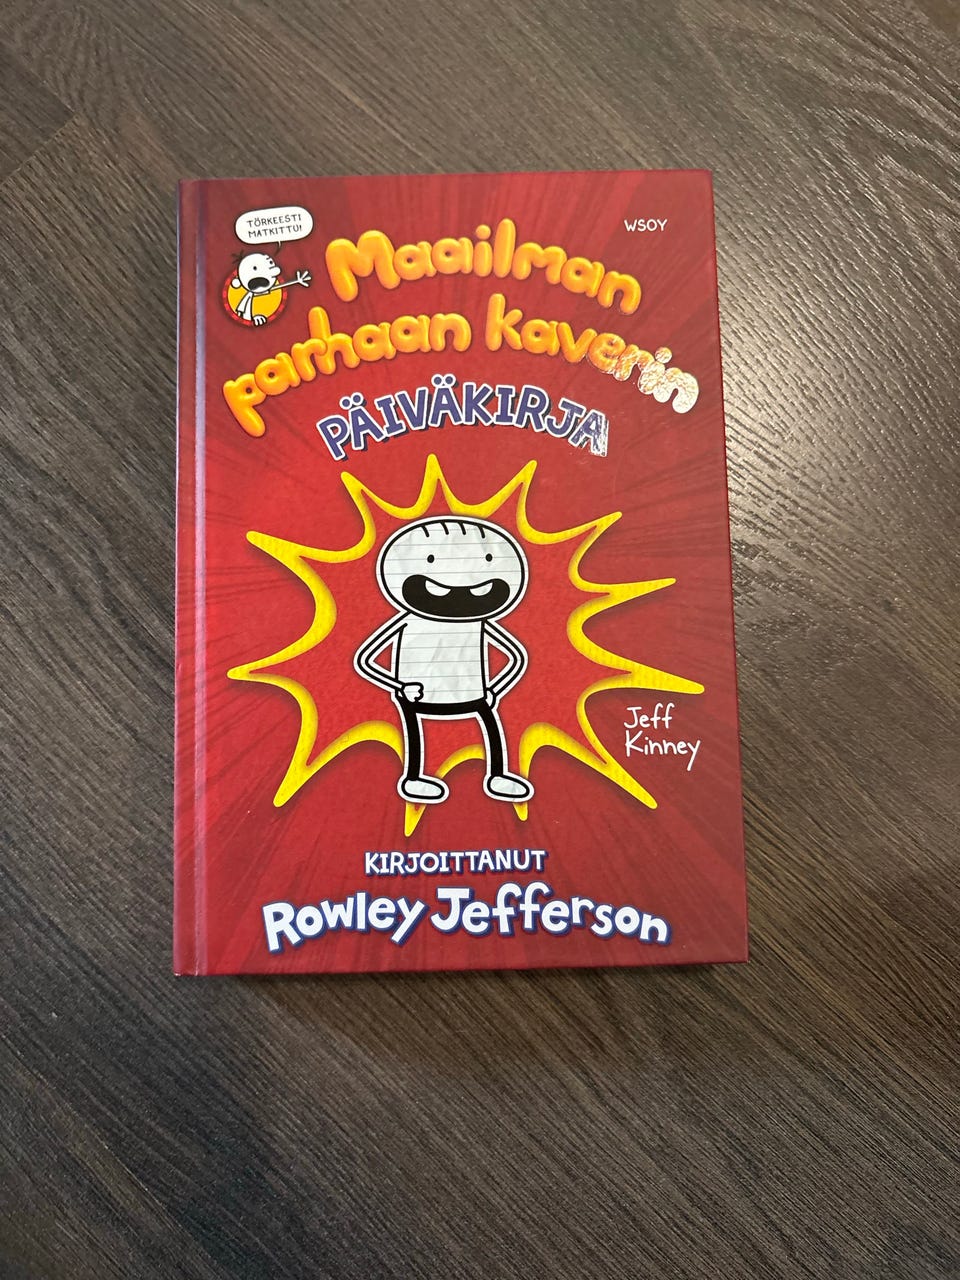 TÖRKEESTI
MATKITTU!
WSOY
Maailman
parhaan kaverin
PÄIVÄKIRJA
Jeff
Kinney
KIRJOITTANUT
Rowley Jefferson